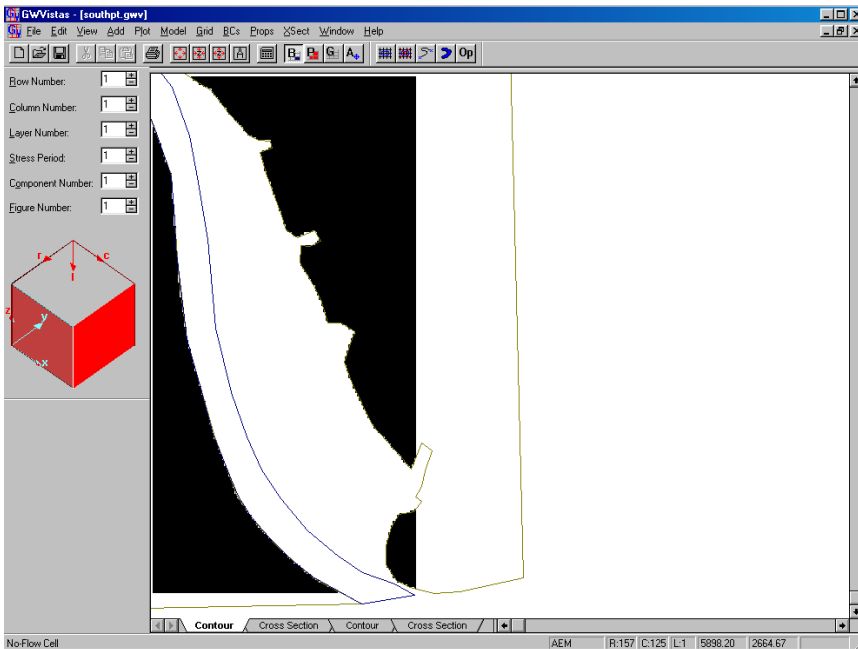 GWVistas - [southpt.gwv]
File Edit View Add Plot Model Grid BCs Props XSect Window Help
B P G A Op
Row Number: 1
Column Number: 1
Layer Number: 1
Stress Period: 1
Component Number: 1
Figure Number: 1
r c
l
z
y
x
Contour Cross Section Contour Cross Section
No-Flow Cell AEM R:157 C:125 L:1 5898.20 2664.67